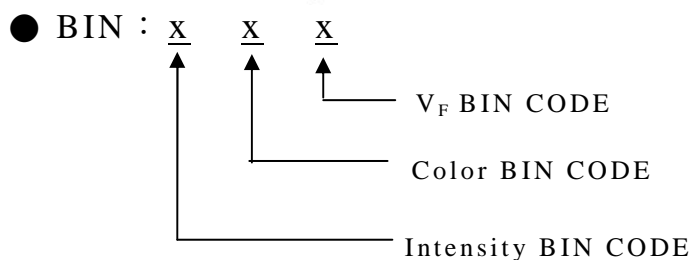 ● BIN：x x x
V_F BIN CODE
Color BIN CODE
Intensity BIN CODE